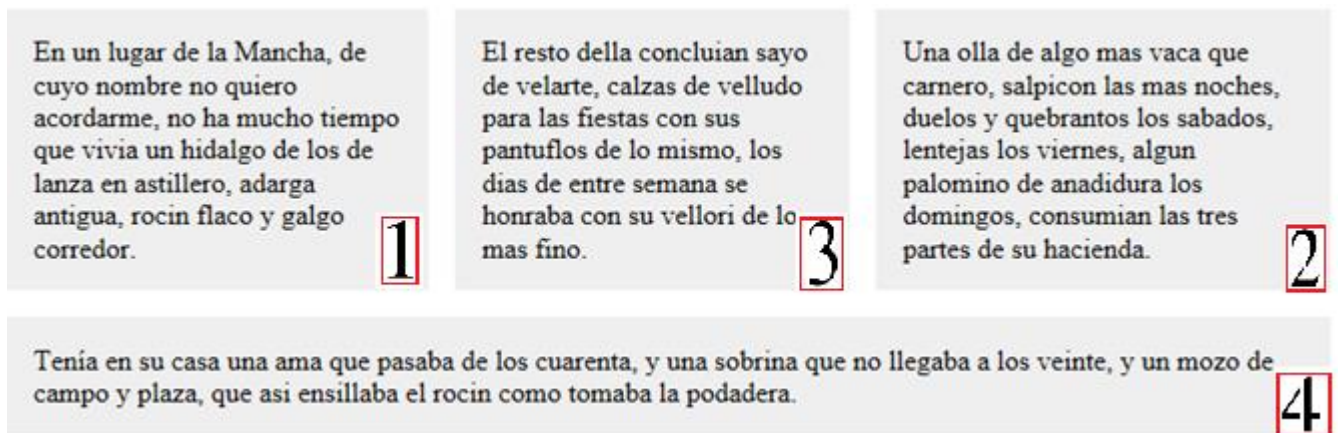 En un lugar de la Mancha, de
cuyo nombre no quiero
acordarme, no ha mucho tiempo
que vivia un hidalgo de los de
lanza en astillero, adarga
antigua, rocin flaco y galgo
corredor.
1
El resto della concluian sayo
de velarte, calzas de velludo
para las fiestas con sus
pantuflos de lo mismo, los
dias de entre semana se
honraba con su vellori de lo
mas fino.
3
Una olla de algo mas vaca que
carnero, salpicon las mas noches,
duelos y quebrantos los sabados,
lentejas los viernes, algun
palomino de anadidura los
domingos, consumian las tres
partes de su hacienda.
2
Tenía en su casa una ama que pasaba de los cuarenta, y una sobrina que no llegaba a los veinte, y un mozo de
campo y plaza, que asi ensillaba el rocin como tomaba la podadera.
4